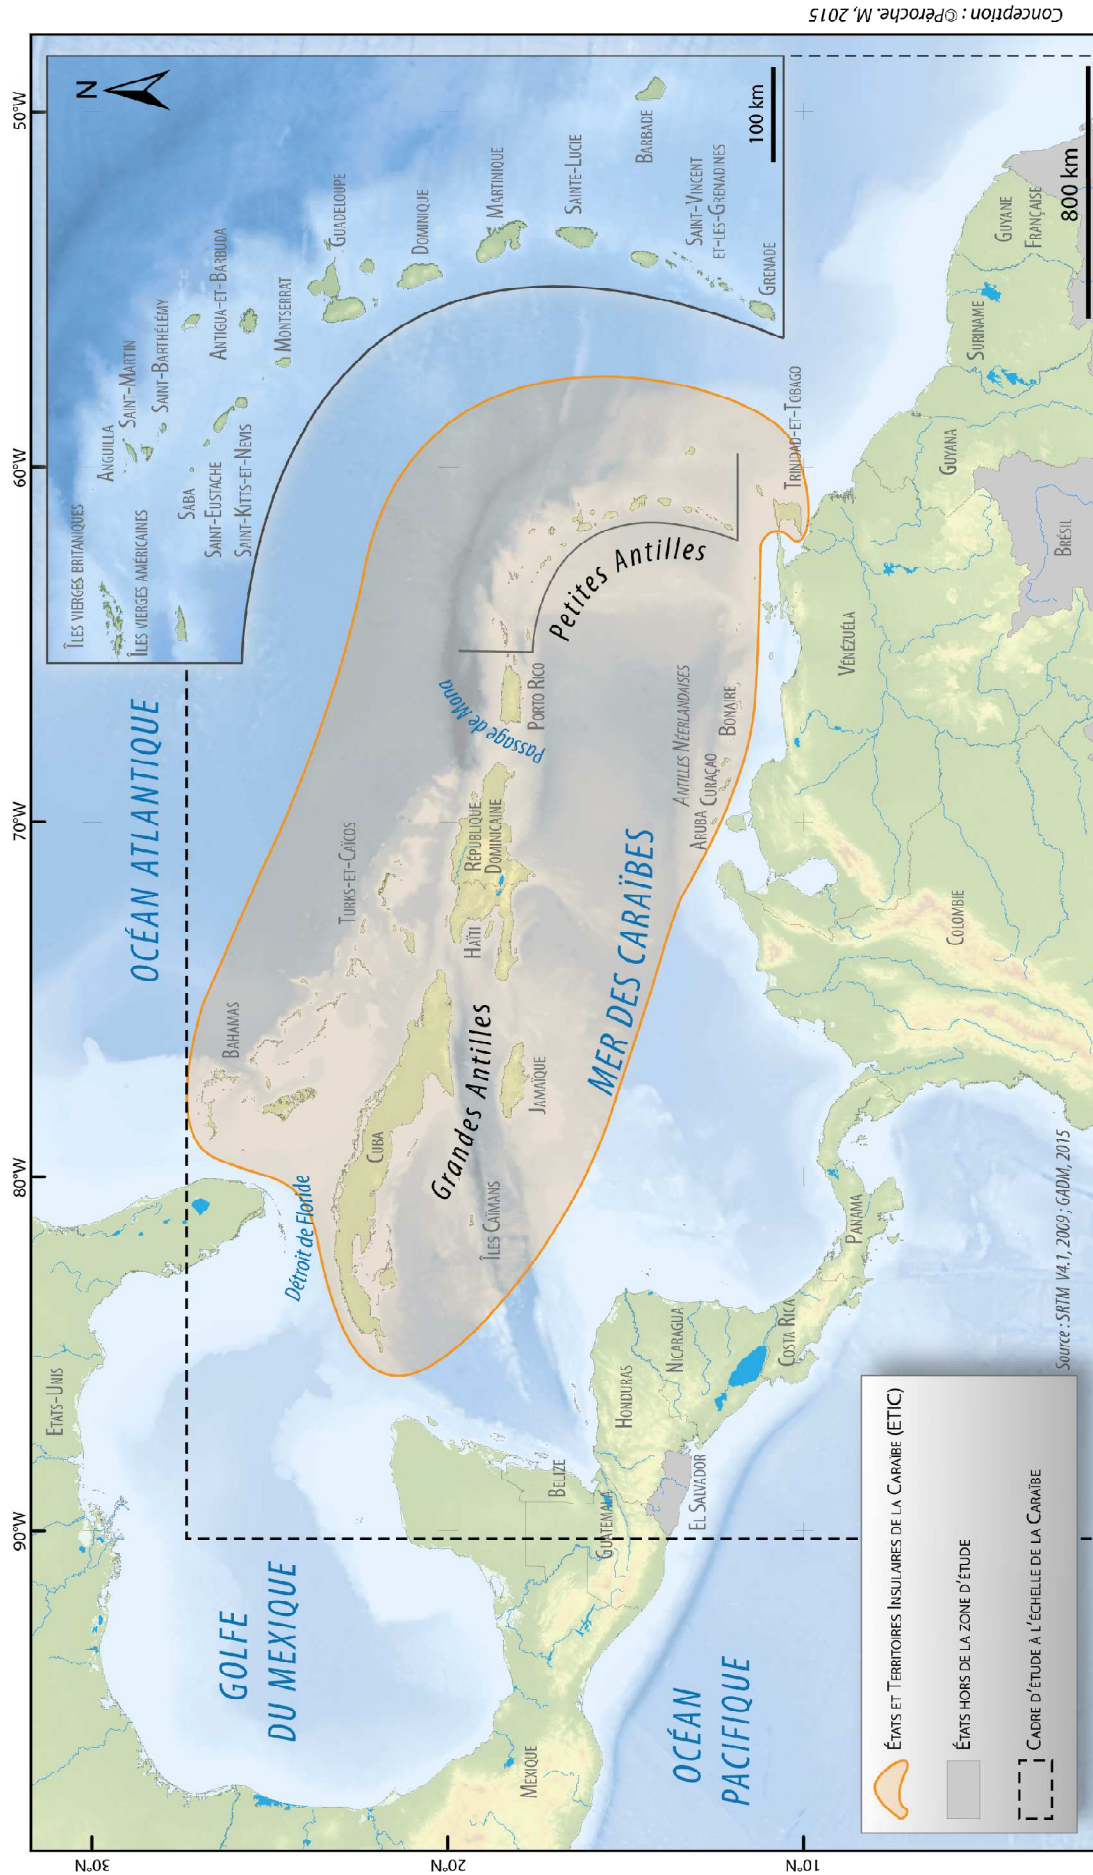 Conception : ©Péroche. M, 2015
50°W
60°W
70°W
80°W
90°W
30°N
20°N
10°N
N
100 km
800 km
ÎLES VIERGES BRITANIQUES
ÎLES VIERGES AMÉRICAINES
ANGUILLA
SAINT-MARTIN
SAINT-BARTHÉLÉMY
SABA
SAINT-EUSTACHE
SAINT-KITTS-ET-NEVIS
ANTIGUA-ET-BARBUDA
MONTSERRAT
GUADELOUPE
DOMINIQUE
MARTINIQUE
SAINTE-LUCIE
BARBADE
SAINT-VINCENT
ET-LES-GRENADINES
GRENADE
OCÉAN ATLANTIQUE
GOLFE
DU MEXIQUE
OCÉAN
PACIFIQUE
MER DES CARAÏBES
ETATS-UNIS
Détroit de Floride
BAHAMAS
TURKS-ET-CAÏCOS
CUBA
Grandes Antilles
ÎLES CAÏMANS
JAMAÏQUE
HAÏTI
RÉPUBLIQUE
DOMINICAINE
Passage de Mona
PORTO RICO
Petites Antilles
ANTILLES NÉERLANDAISES
ARUBA
CURAÇAO
BONAIRE
TRINIDAD-ET-TOBAGO
MEXIQUE
BELIZE
GUATEMALA
EL SALVADOR
HONDURAS
NICARAGUA
COSTA RICA
PANAMA
COLOMBIE
VÉNÉZUÉLA
BRÉSIL
GUYANA
SURINAME
GUYANE
FRANÇAISE
ÉTATS ET TERRITOIRES INSULAIRES DE LA CARAIBE (ETIC)
ÉTATS HORS DE LA ZONE D'ÉTUDE
CADRE D'ÉTUDE À L'ÉCHELLE DE LA CARAÏBE
Source : SRTM V4.1, 2009 ; GADM, 2015